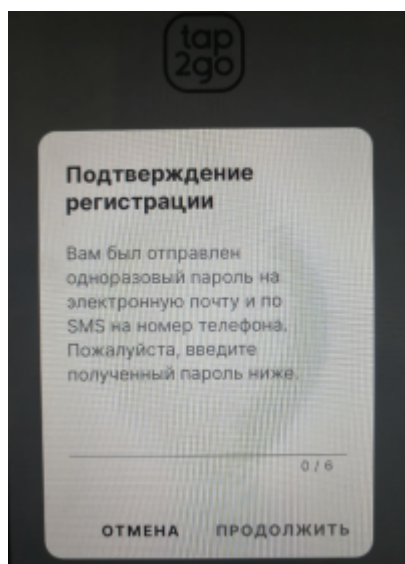 tap
2go
Подтверждение
регистрации
Вам был отправлен
одноразовый пароль на
электронную почту и по
SMS на номер телефона.
Пожалуйста, введите
полученный пароль ниже.
0 / 6
ОТМЕНА ПРОДОЛЖИТЬ